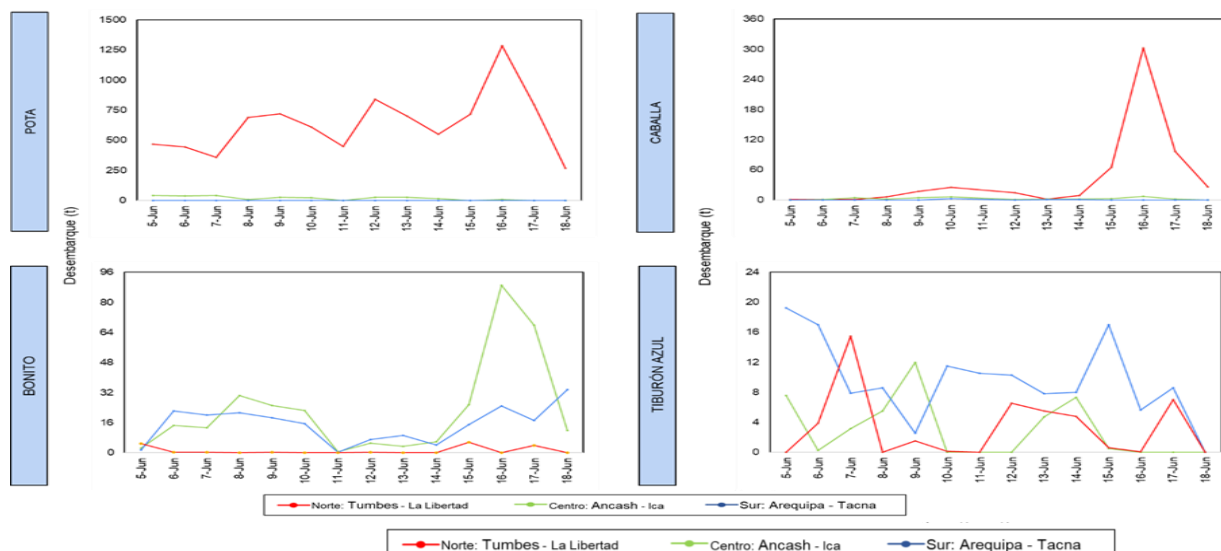 POTA
Desembarque (t)
1500
1250
1000
750
500
250
0
5-Jun
6-Jun
7-Jun
8-Jun
9-Jun
10-Jun
11-Jun
12-Jun
13-Jun
14-Jun
15-Jun
16-Jun
17-Jun
18-Jun
CABALLA
Desembarque (t)
360
300
240
180
120
60
0
5-Jun
6-Jun
7-Jun
8-Jun
9-Jun
10-Jun
11-Jun
12-Jun
13-Jun
14-Jun
15-Jun
16-Jun
17-Jun
18-Jun
BONITO
96
80
64
48
32
16
0
5-Jun
6-Jun
7-Jun
8-Jun
9-Jun
10-Jun
11-Jun
12-Jun
13-Jun
14-Jun
15-Jun
16-Jun
17-Jun
18-Jun
TIBURÓN AZUL
24
20
16
12
8
4
0
5-Jun
6-Jun
7-Jun
8-Jun
9-Jun
10-Jun
11-Jun
12-Jun
13-Jun
14-Jun
15-Jun
16-Jun
17-Jun
18-Jun
Norte: Tumbes - La Libertad Centro: Ancash - Ica Sur: Arequipa - Tacna
Norte: Tumbes - La Libertad Centro: Ancash - Ica Sur: Arequipa - Tacna